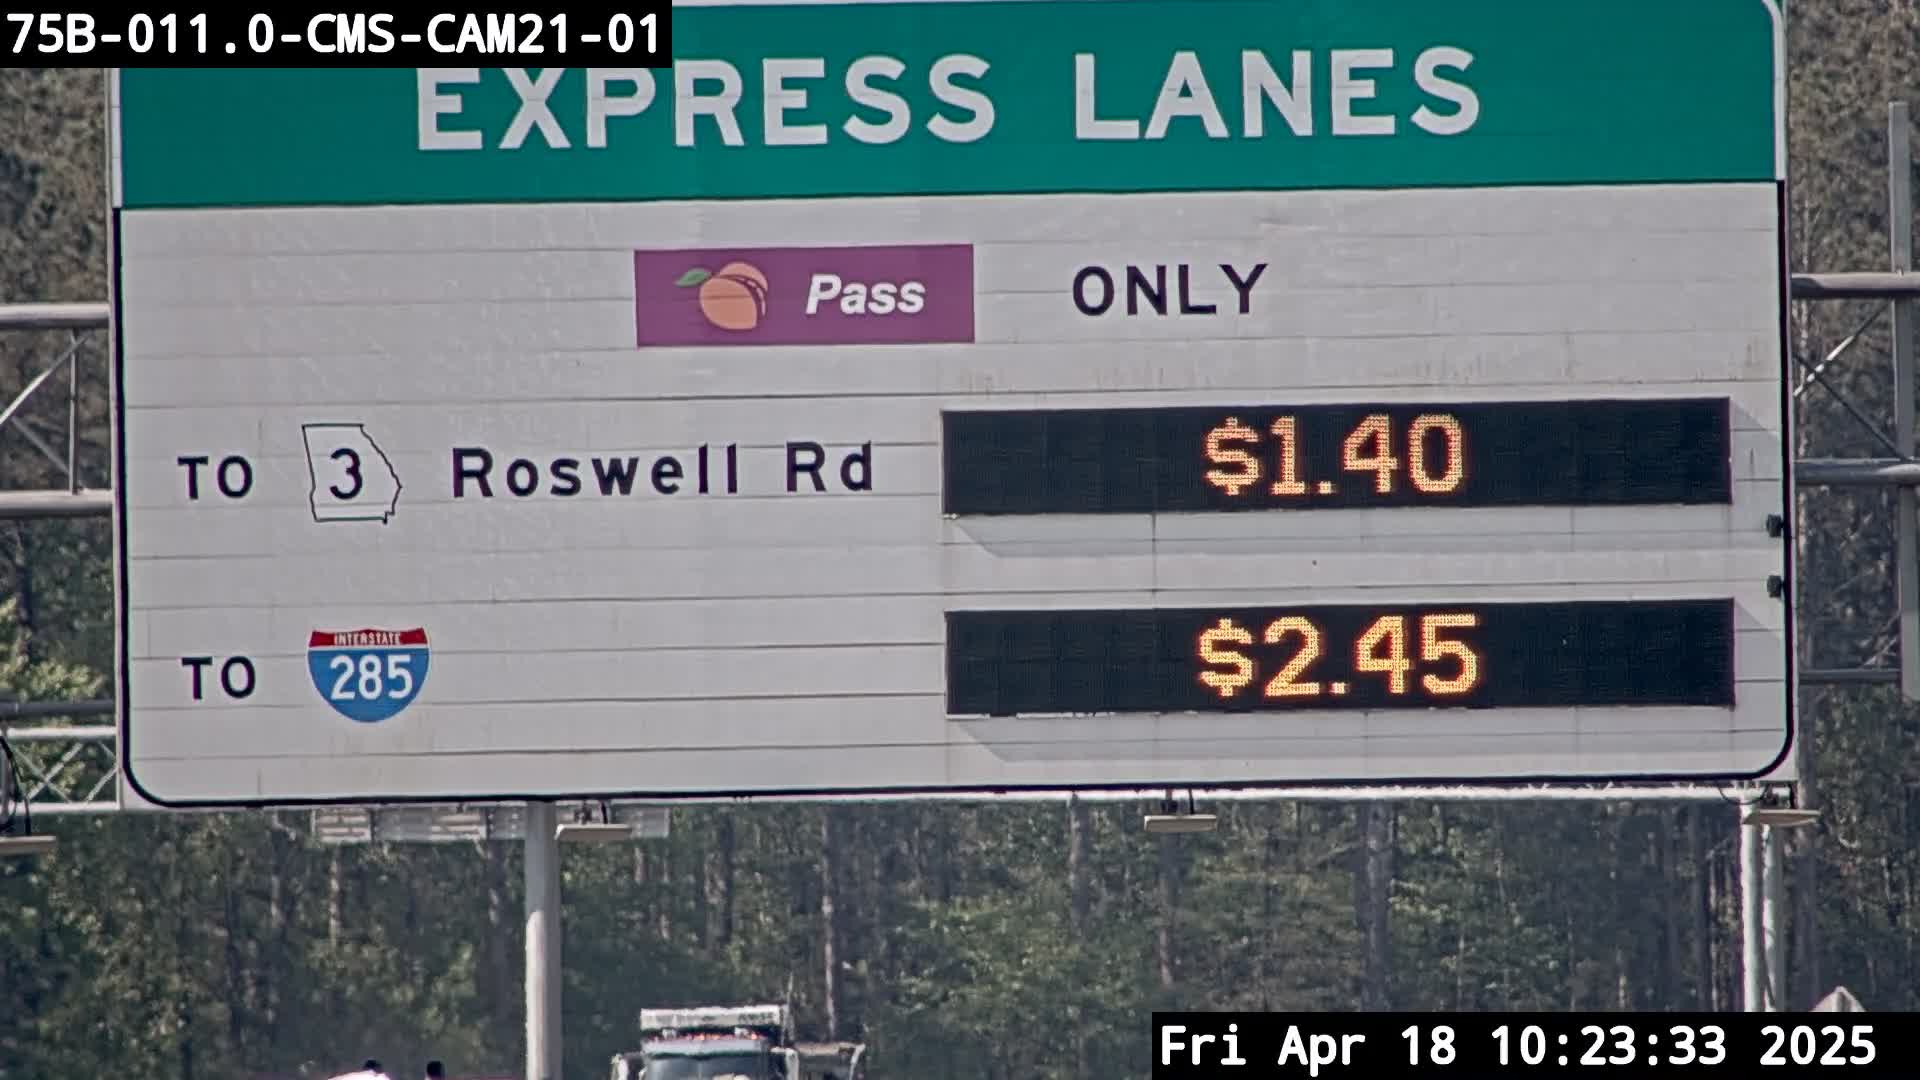 75B-011.0-CMS-CAM21-01
EXPRESS LANES
Pass ONLY
TO 3 Roswell Rd $1.40
INTERSTATE
TO 285 $2.45
Fri Apr 18 10:23:33 2025